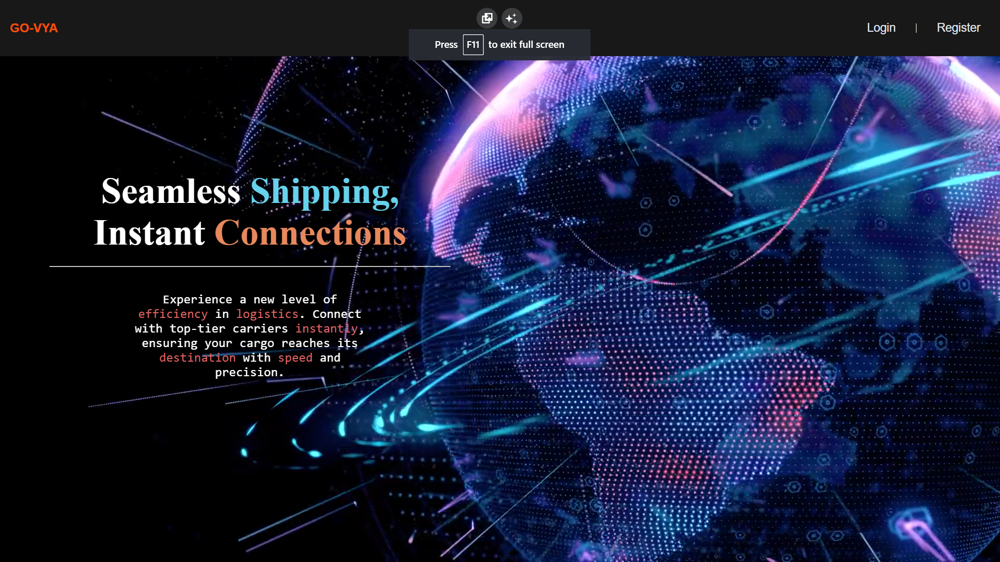 GO-VYA
Press F11 to exit full screen
Login | Register
Seamless Shipping,
Instant Connections
Experience a new level of
efficiency in logistics. Connect
with top-tier carriers instantly,
ensuring your cargo reaches its
destination with speed and
precision.